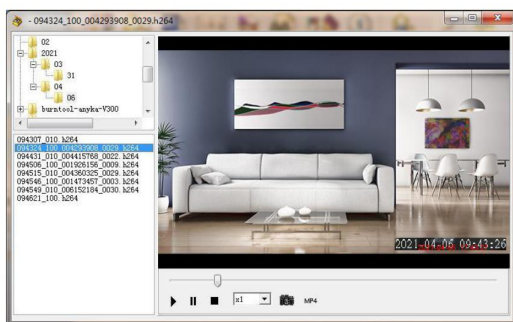 - 094324_100_004293908_0029.h264
02
2021
03
31
04
06
burntool-anyka-V300
094307_010.h264
094324_100_004293908_0029.h264
094431_010_004415768_0022.h264
094506_100_001926156_0009.h264
094515_010_004360325_0029.h264
094546_100_001473457_0003.h264
094549_010_006152184_0030.h264
094621_100.h264
2021-04-06 09:43:26
x1
MP4